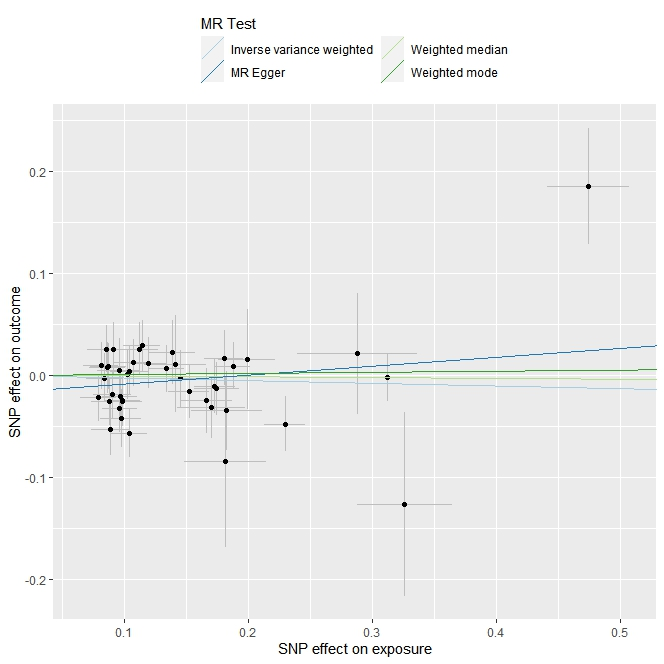 MR Test
Inverse variance weighted
Weighted median
MR Egger
Weighted mode
SNP effect on outcome
0.2
0.1
0.0
-0.1
-0.2
0.1 0.2 0.3 0.4 0.5
SNP effect on exposure